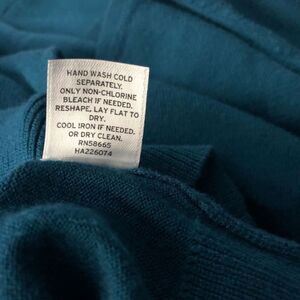 HAND WASH COLD
SEPARATELY.
ONLY NON-CHLORINE
BLEACH IF NEEDED.
RESHAPE. LAY FLAT TO
DRY.
COOL IRON IF NEEDED.
OR DRY CLEAN.
RN58665
HA226074